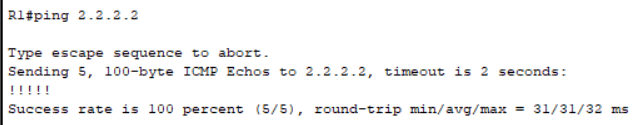 R1#ping 2.2.2.2
Type escape sequence to abort.
Sending 5, 100-byte ICMP Echos to 2.2.2.2, timeout is 2 seconds:
!!!!!
Success rate is 100 percent (5/5), round-trip min/avg/max = 31/31/32 ms